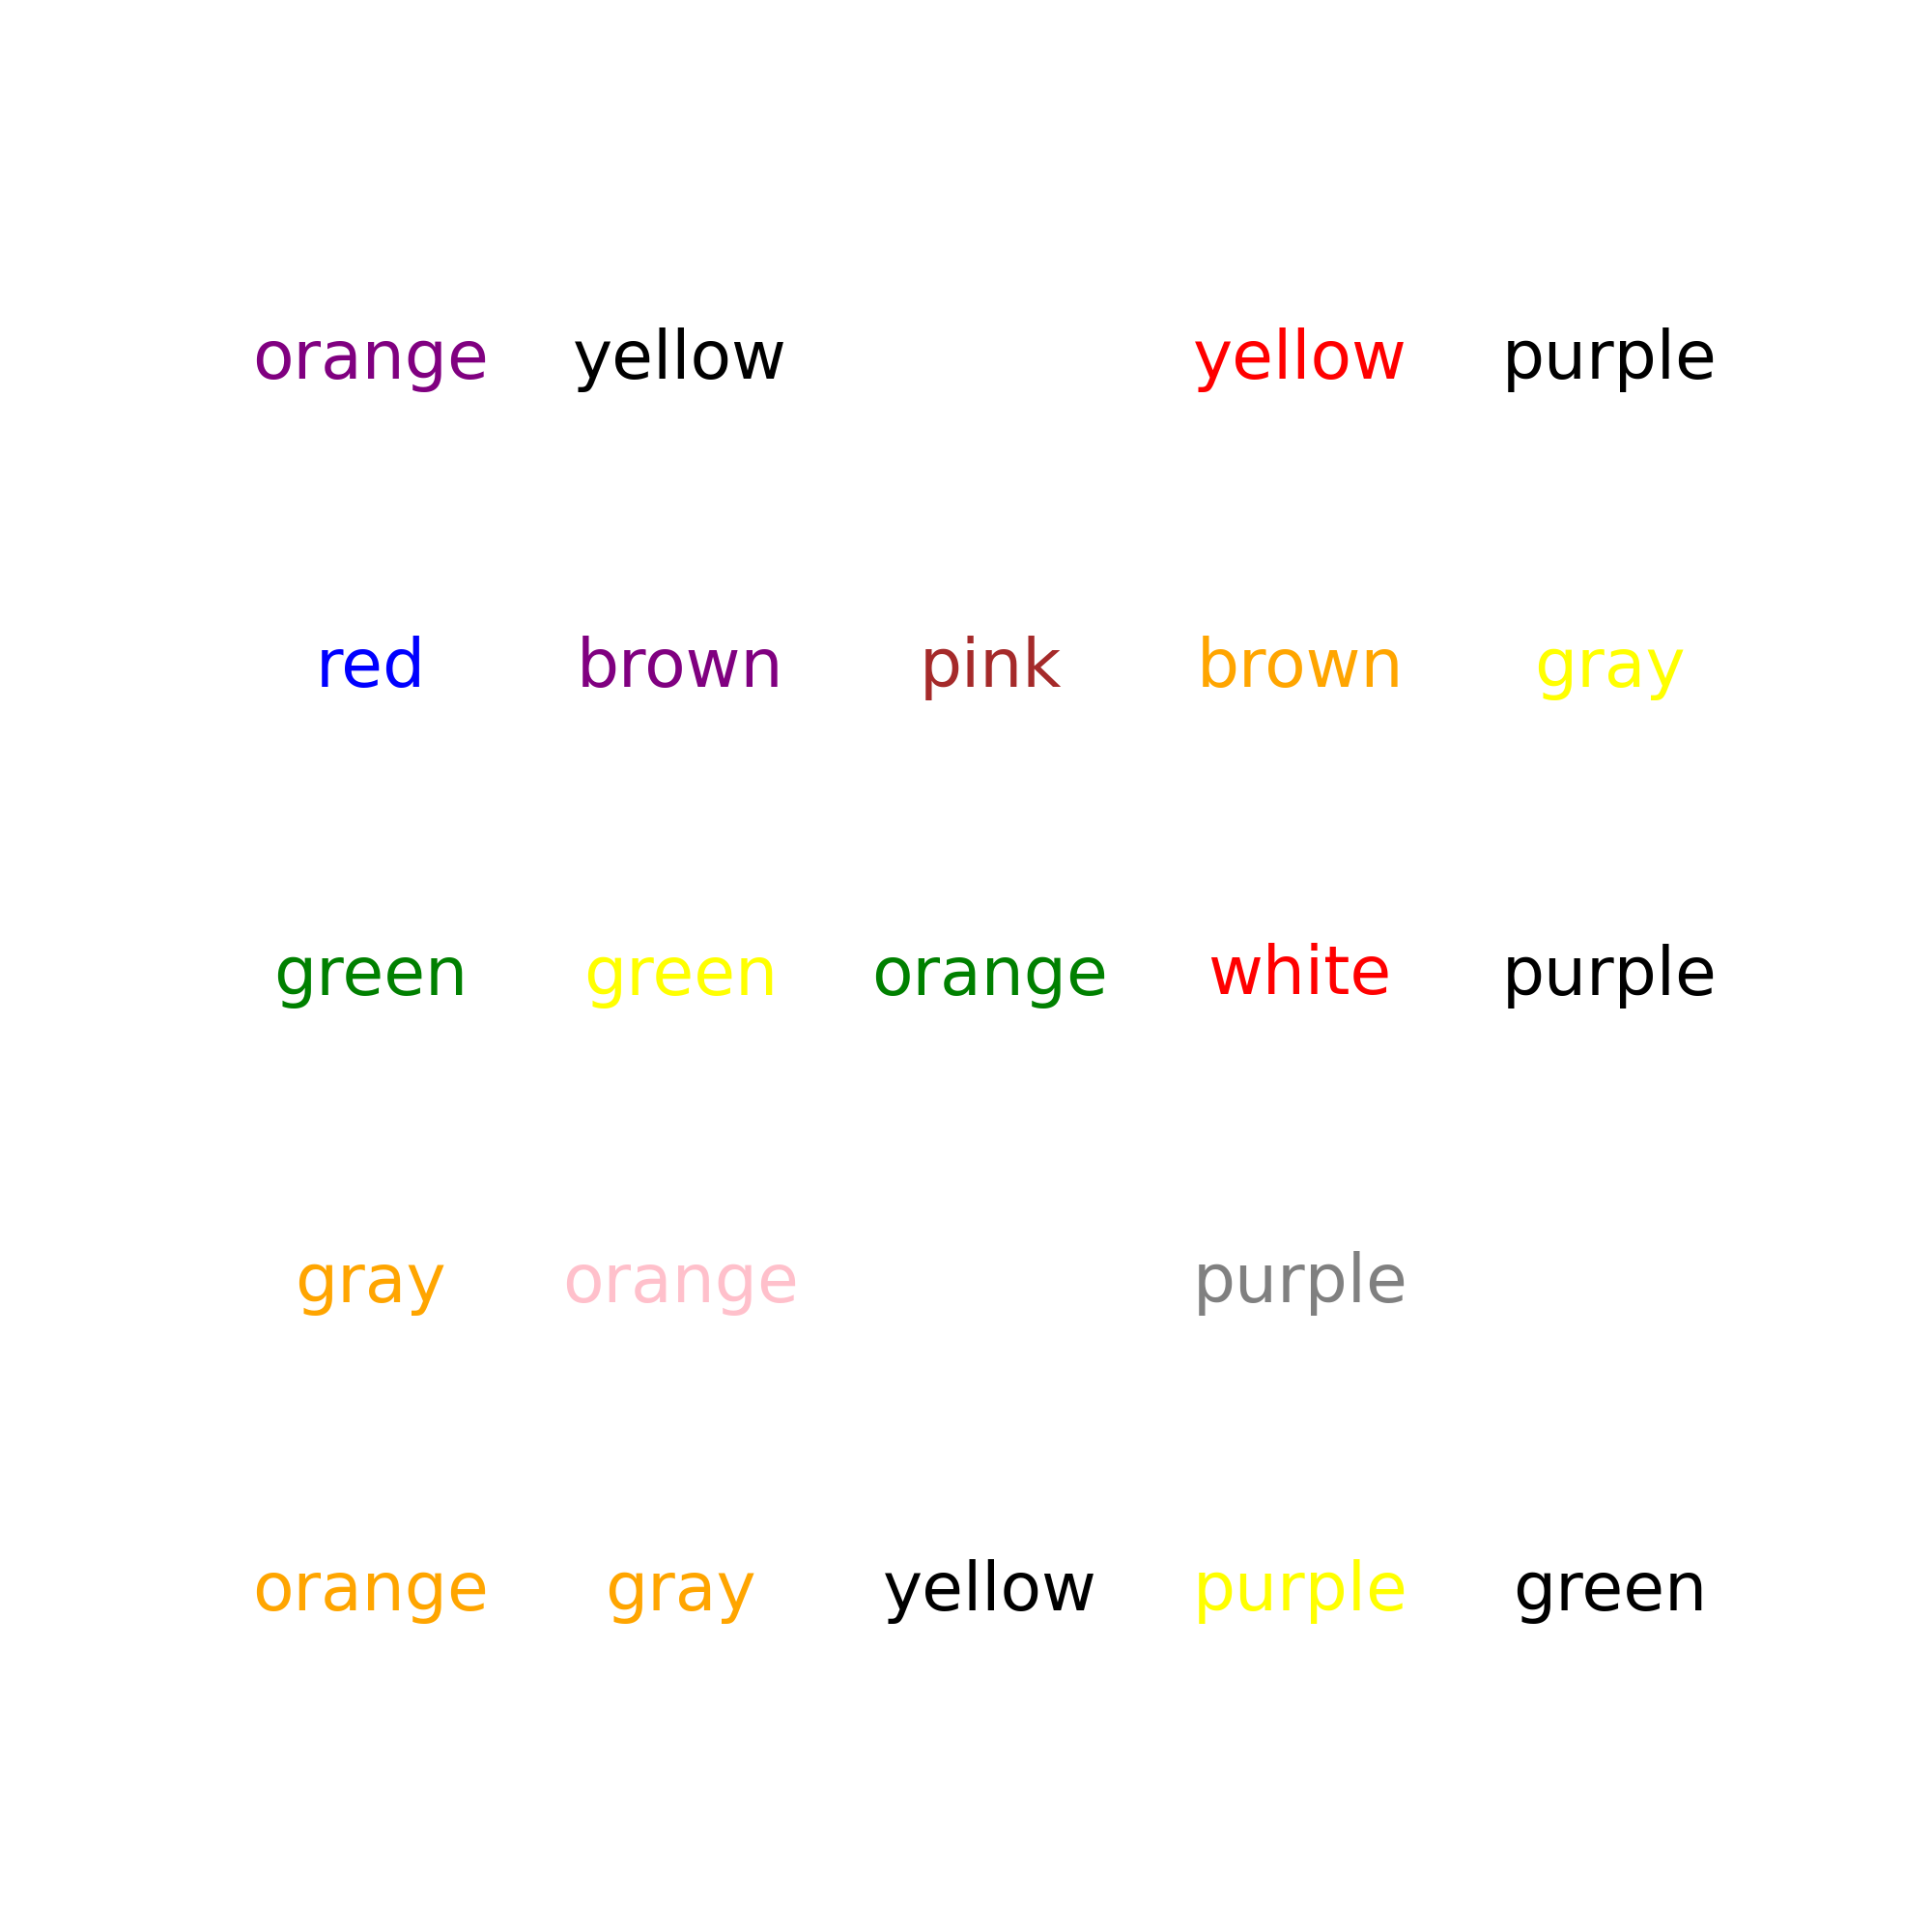 orange yellow yellow purple
red brown pink brown gray
green green orange white purple
gray orange purple
orange gray yellow purple green